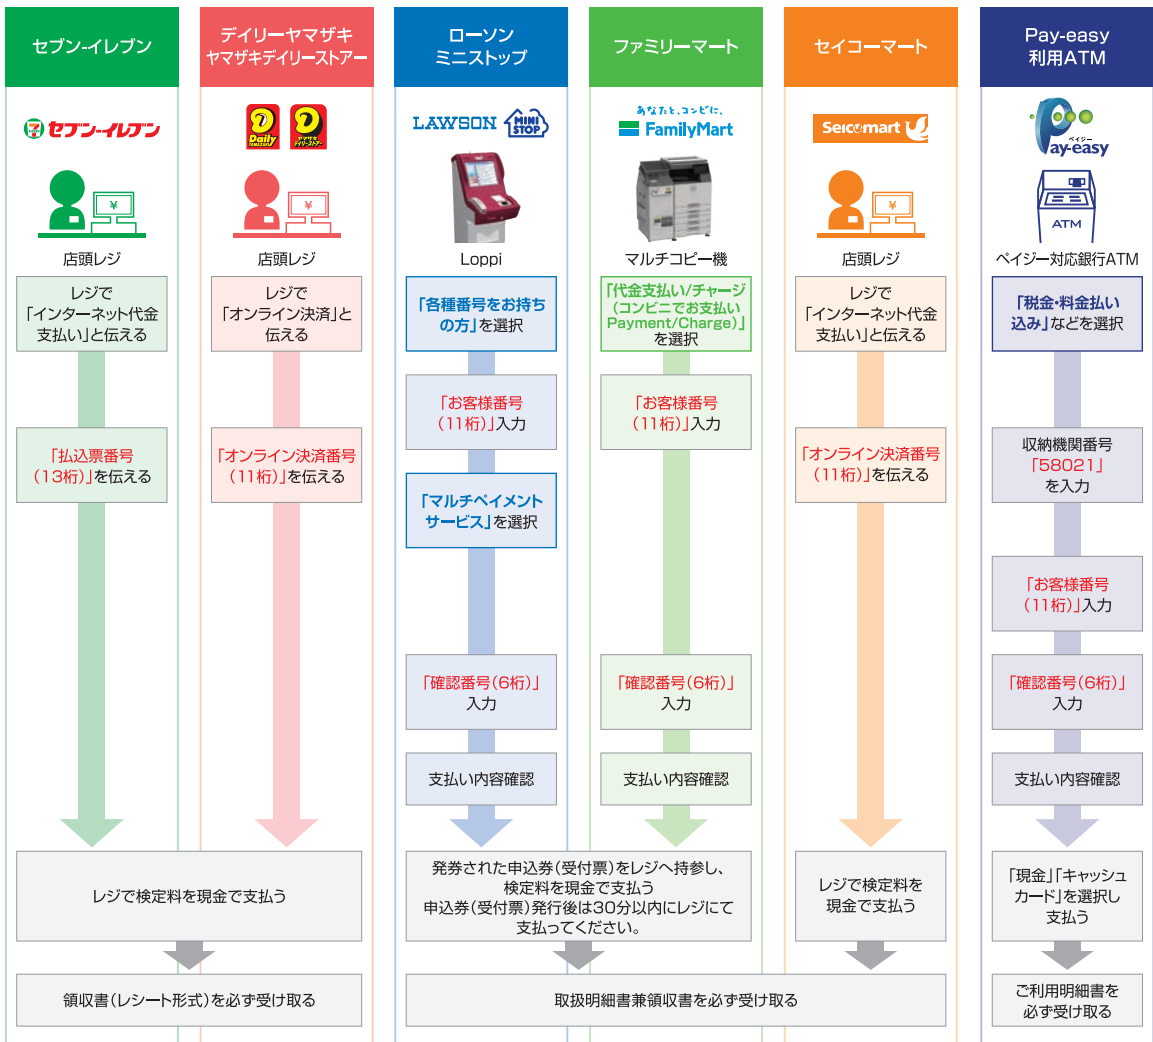 セブン-イレブン
セブン-イレブン
¥
店頭レジ
レジで
「インターネット代金
支払い」と伝える
「払込票番号
(13桁)」を伝える
デイリーヤマザキ
ヤマザキデイリーストアー
Daily
YAMAZAKI
ヤマザキ
デイリーストアー
¥
店頭レジ
レジで
「オンライン決済」と
伝える
「オンライン決済番号
(11桁)」を伝える
レジで検定料を現金で支払う
領収書(レシート形式)を必ず受け取る
ローソン
ミニストップ
LAWSON
MINI
STOP
Loppi
「各種番号をお持ち
の方」を選択
「お客様番号
(11桁)」入力
「マルチペイメント
サービス」を選択
「確認番号(6桁)」
入力
支払い内容確認
ファミリーマート
あなたと、コンビに、
FamilyMart
マルチコピー機
「代金支払い/チャージ
(コンビニでお支払い
Payment/Charge)」
を選択
「お客様番号
(11桁)」入力
「確認番号(6桁)」
入力
支払い内容確認
発券された申込券(受付票)をレジへ持参し、
検定料を現金で支払う
申込券(受付票)発行後は30分以内にレジにて
支払ってください。
セイコーマート
Seicomart
¥
店頭レジ
レジで
「インターネット代金
支払い」と伝える
「オンライン決済番号
(11桁)」を伝える
レジで検定料を
現金で支払う
取扱明細書兼領収書を必ず受け取る
Pay-easy
利用ATM
ペイジー
Pay-easy
ATM
ペイジー対応銀行ATM
「税金・料金払い
込み」などを選択
収納機関番号
「58021」
を入力
「お客様番号
(11桁)」入力
「確認番号(6桁)」
入力
支払い内容確認
「現金」「キャッシュ
カード」を選択し
支払う
ご利用明細書を
必ず受け取る